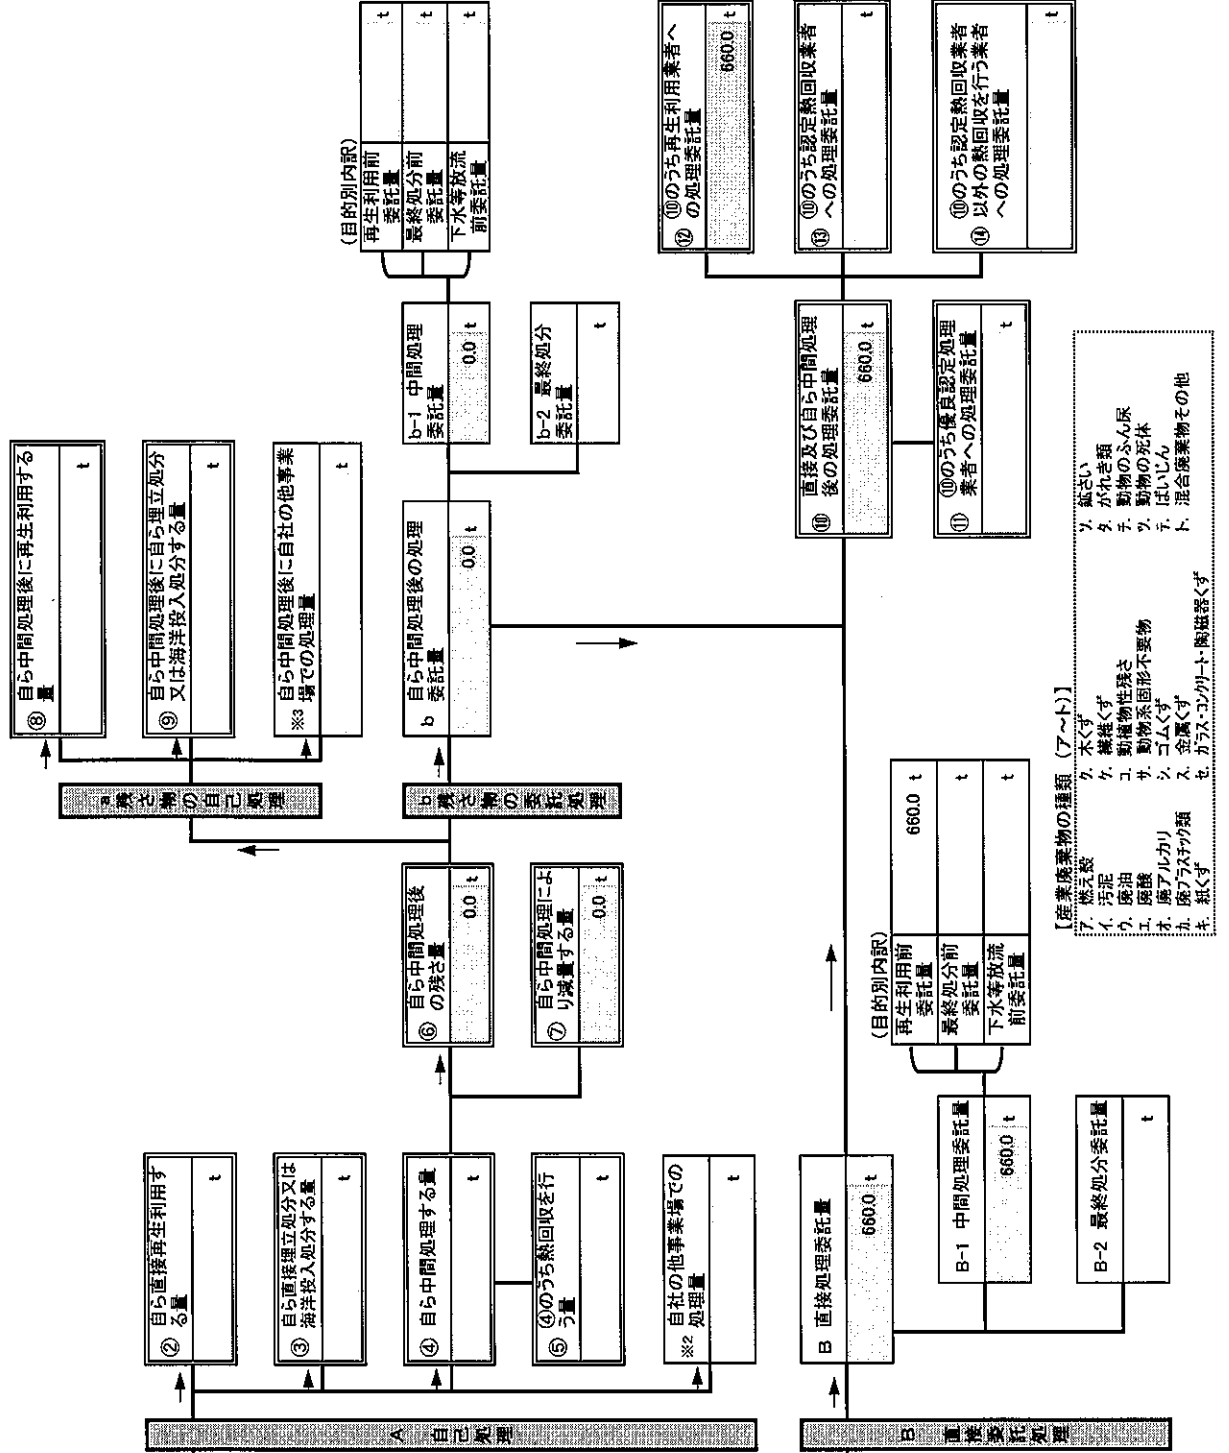 A 自己処理
② 自ら直接再生利用す
る量
t
③ 自ら直接埋立処分又は
海洋投入処分する量
t
④ 自ら中間処理する量
t
⑤ ④のうち熱回収を行
う量
t
※2 自社の他事業場での
処理量
t
⑥ 自ら中間処理後
の残さ量
0.0 t
⑦ 自ら中間処理によ
り減量する量
0.0 t
a 残さ物の自己処理
⑧ 自ら中間処理後に再生利用する
量
t
⑨ 自ら中間処理後に自ら埋立処分
又は海洋投入処分する量
t
※3 自ら中間処理後に自社の他事業
場での処理量
t
b 残さ物の委託処理
b 自ら中間処理後の処理
委託量
0.0 t
b-1 中間処理
委託量
0.0 t
b-2 最終処分
委託量
t
(目的別内訳)
再生利用前
委託量
t
最終処分前
委託量
t
下水等放流
前委託量
t
B 直接委託処理
B 直接処理委託量
660.0 t
B-1 中間処理委託量
660.0 t
B-2 最終処分委託量
t
(目的別内訳)
再生利用前
委託量
660.0 t
最終処分前
委託量
t
下水等放流
前委託量
t
⑩ 直接及び自ら中間処理
後の処理委託量
660.0 t
⑪ ⑩のうち優良認定処理
業者への処理委託量
t
⑫ ⑩のうち再生利用業者へ
の処理委託量
660.0 t
⑬ ⑩のうち認定熱回収業者
への処理委託量
t
⑭ ⑩のうち認定熱回収業者
以外の熱回収を行う業者
への処理委託量
t
【産業廃棄物の種類 (ア～ト)】
ア. 燃え殻
イ. 汚泥
ウ. 廃油
エ. 廃酸
オ. 廃アルカリ
カ. 廃プラスチック類
キ. 紙くず
ク. 木くず
ケ. 繊維くず
コ. 動植物性残さ
サ. 動物系固形不要物
シ. ゴムくず
ス. 金属くず
セ. ガラス・コンクリート・陶磁器くず
ソ. 鉱さい
タ. がれき類
チ. 動物のふん尿
ツ. 動物の死体
テ. ばいじん
ト. 混合廃棄物その他